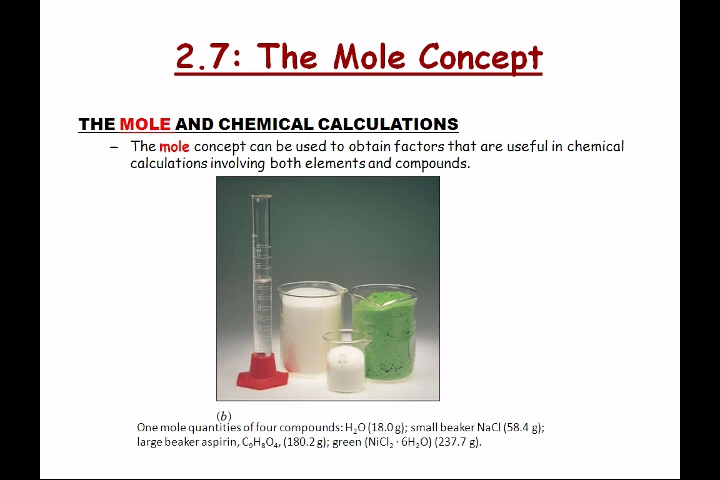 2.7: The Mole Concept
THE MOLE AND CHEMICAL CALCULATIONS
– The mole concept can be used to obtain factors that are useful in chemical
calculations involving both elements and compounds.
(b)
One mole quantities of four compounds: H₂O (18.0 g); small beaker NaCl (58.4 g);
large beaker aspirin, C₉H₈O₄, (180.2 g); green (NiCl₂ · 6H₂O) (237.7 g).